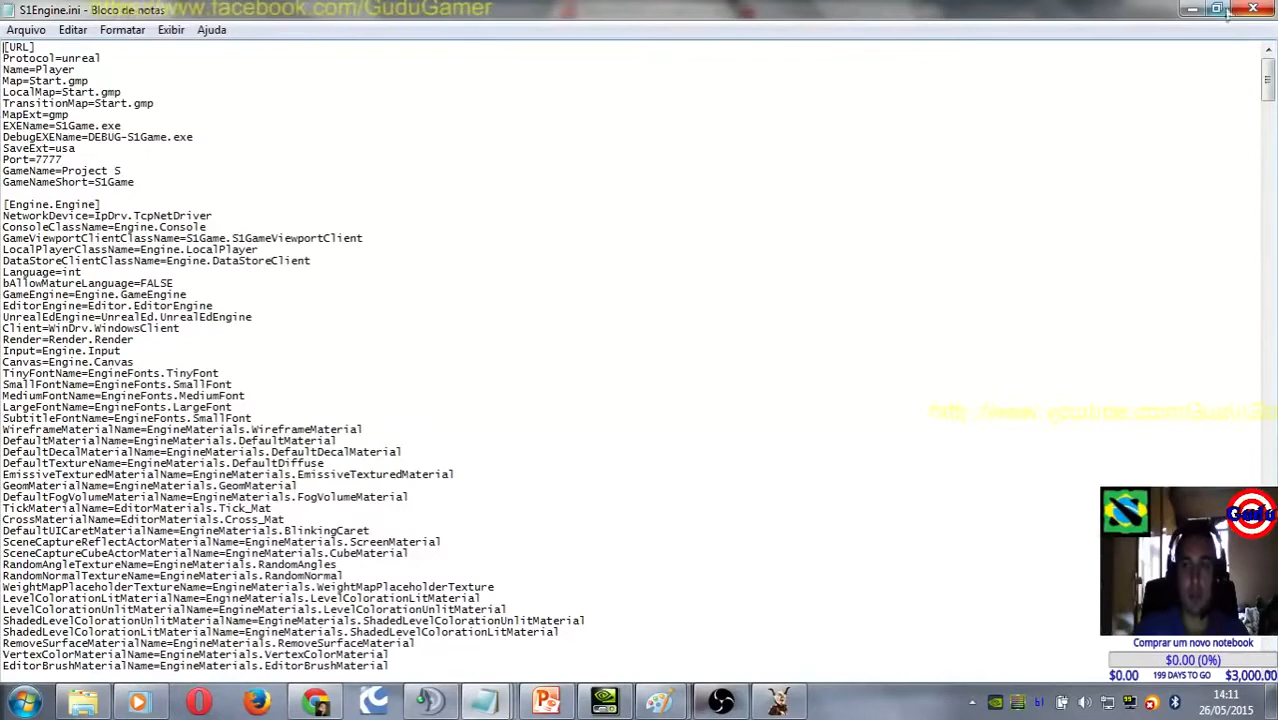 S1Engine.ini - Bloco de notas
www.facebook.com/GuduGamer
Arquivo Editar Formatar Exibir Ajuda
[URL]
Protocol=unreal
Name=Player
Map=Start.gmp
LocalMap=Start.gmp
TransitionMap=Start.gmp
MapExt=gmp
EXEName=S1Game.exe
DebugEXEName=DEBUG-S1Game.exe
SaveExt=usa
Port=7777
GameName=Project S
GameNameShort=S1Game
[Engine.Engine]
NetworkDevice=IpDrv.TcpNetDriver
ConsoleClassName=Engine.Console
GameViewportClientClassName=S1Game.S1GameViewportClient
LocalPlayerClassName=Engine.LocalPlayer
DataStoreClientClassName=Engine.DataStoreClient
Language=int
bAllowMatureLanguage=FALSE
GameEngine=Engine.GameEngine
EditorEngine=Editor.EditorEngine
UnrealEdEngine=UnrealEd.UnrealEdEngine
Client=WinDrv.WindowsClient
Render=Render.Render
Input=Engine.Input
Canvas=Engine.Canvas
TinyFontName=EngineFonts.TinyFont
SmallFontName=EngineFonts.SmallFont
MediumFontName=EngineFonts.MediumFont
LargeFontName=EngineFonts.LargeFont
SubtitleFontName=EngineFonts.SmallFont
WireframeMaterialName=EngineMaterials.WireframeMaterial
DefaultMaterialName=EngineMaterials.DefaultMaterial
DefaultDecalMaterialName=EngineMaterials.DefaultDecalMaterial
DefaultTextureName=EngineMaterials.DefaultDiffuse
EmissiveTexturedMaterialName=EngineMaterials.EmissiveTexturedMaterial
GeomMaterialName=EngineMaterials.GeomMaterial
DefaultFogVolumeMaterialName=EngineMaterials.FogVolumeMaterial
TickMaterialName=EditorMaterials.Tick_Mat
CrossMaterialName=EditorMaterials.Cross_Mat
DefaultUICaretMaterialName=EngineMaterials.BlinkingCaret
SceneCaptureReflectActorMaterialName=EngineMaterials.ScreenMaterial
SceneCaptureCubeActorMaterialName=EngineMaterials.CubeMaterial
RandomAngleTextureName=EngineMaterials.RandomAngles
RandomNormalTextureName=EngineMaterials.RandomNormal
WeightMapPlaceholderTextureName=EngineMaterials.WeightMapPlaceholderTexture
LevelColorationLitMaterialName=EngineMaterials.LevelColorationLitMaterial
LevelColorationUnlitMaterialName=EngineMaterials.LevelColorationUnlitMaterial
ShadedLevelColorationUnlitMaterialName=EngineMaterials.ShadedLevelColorationUnlitMaterial
ShadedLevelColorationLitMaterialName=EngineMaterials.ShadedLevelColorationLitMaterial
RemoveSurfaceMaterialName=EngineMaterials.RemoveSurfaceMaterial
VertexColorMaterialName=EngineMaterials.VertexColorMaterial
EditorBrushMaterialName=EngineMaterials.EditorBrushMaterial
Gudu
Comprar um novo notebook
$0.00 (0%)
$0.00 199 DAYS TO GO $3,000.00
14:11
26/05/2015